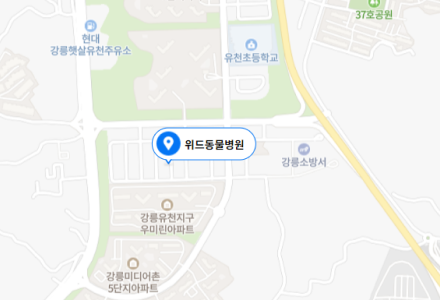 37호공원
현대
강릉햇살유천주유소
유천초등학교
위드동물병원
강릉소방서
강릉유천지구
우미린아파트
강릉미디어촌
5단지아파트